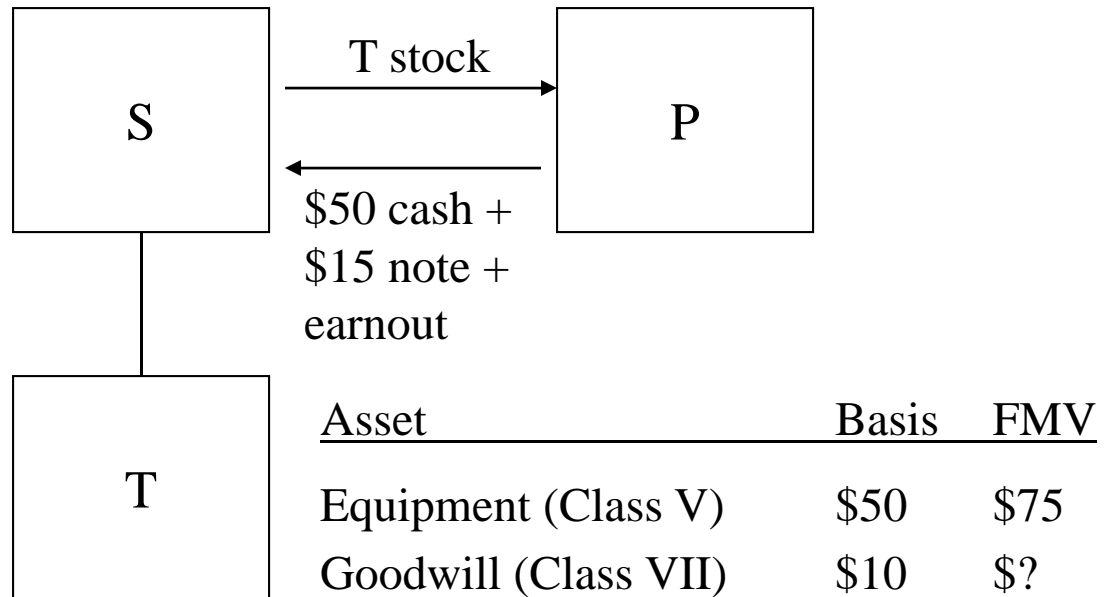 S
T stock
P
$50 cash +
$15 note +
earnout
T
Asset Basis FMV
Equipment (Class V) $50 $75
Goodwill (Class VII) $10 $?